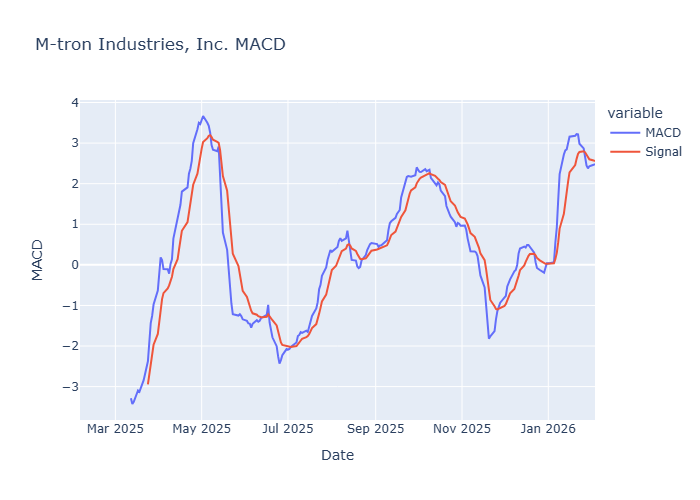 M-tron Industries, Inc. MACD
variable
MACD
Signal
4
3
2
1
0
−1
−2
−3
MACD
Mar 2025
May 2025
Jul 2025
Sep 2025
Nov 2025
Jan 2026
Date